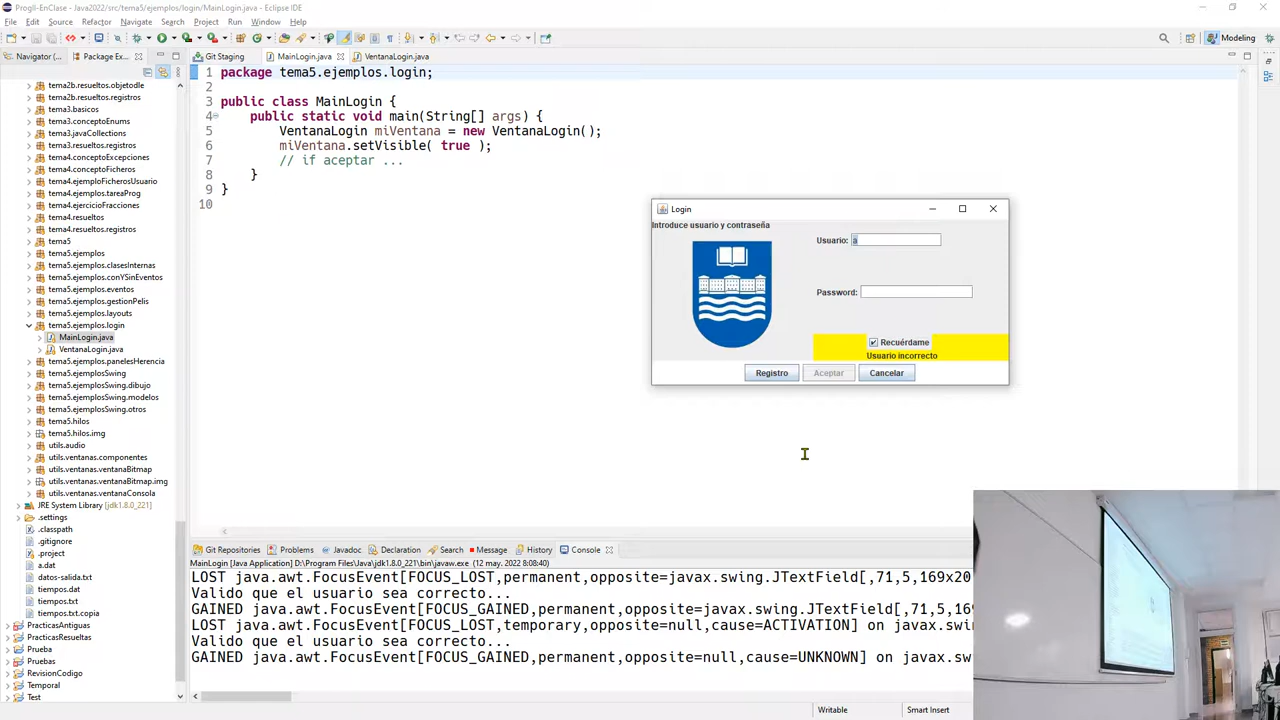 ProgII-EnClase - Java2022/src/tema5/ejemplos/login/MainLogin.java - Eclipse IDE
File Edit Source Refactor Navigate Search Project Run Window Help
Modeling
Navigator (... Package Ex...
Git Staging MainLogin.java VentanaLogin.java
tema2b.resueltos.objetodle
tema2b.resueltos.registros
tema3.basicos
tema3.conceptoEnums
tema3.javaCollections
tema3.resueltos.registros
tema4.conceptoExcepciones
tema4.conceptoFicheros
tema4.ejemploFicherosUsuario
tema4.ejemplos.tareaProg
tema4.ejercicioFracciones
tema4.resueltos
tema4.resueltos.registros
tema5
tema5.ejemplos
tema5.ejemplos.clasesInternas
tema5.ejemplos.conYSinEventos
tema5.ejemplos.eventos
tema5.ejemplos.gestionPelis
tema5.ejemplos.layouts
tema5.ejemplos.login
MainLogin.java
VentanaLogin.java
tema5.ejemplos.panelesHerencia
tema5.ejemplosSwing
tema5.ejemplosSwing.dibujo
tema5.ejemplosSwing.modelos
tema5.ejemplosSwing.otros
tema5.hilos
tema5.hilos.img
utils.audio
utils.ventanas.componentes
utils.ventanas.ventanaBitmap
utils.ventanas.ventanaBitmap.img
utils.ventanas.ventanaConsola
JRE System Library [jdk1.8.0_221]
.settings
.classpath
.gitignore
.project
a.dat
datos-salida.txt
tiempos.dat
tiempos.txt
tiempos.txt.copia
PracticasAntiguas
PracticasResueltas
Prueba
Pruebas
RevisionCodigo
Temporal
Test
1 package tema5.ejemplos.login;
2
3 public class MainLogin {
4 public static void main(String[] args) {
5 VentanaLogin miVentana = new VentanaLogin();
6 miVentana.setVisible( true );
7 // if aceptar ...
8 }
9 }
10
Login
Introduce usuario y contraseña
Usuario: a
Password:
Recuérdame
Usuario incorrecto
Registro Aceptar Cancelar
Git Repositories Problems Javadoc Declaration Search Message History Console
MainLogin [Java Application] D:\Program Files\Java\jdk1.8.0_221\bin\javaw.exe (12 may. 2022 8:08:40)
LOST java.awt.FocusEvent[FOCUS_LOST,permanent,opposite=javax.swing.JTextField[,71,5,169x20
Valido que el usuario sea correcto...
GAINED java.awt.FocusEvent[FOCUS_GAINED,permanent,opposite=javax.swing.JTextField[,71,5,169
LOST java.awt.FocusEvent[FOCUS_LOST,temporary,opposite=null,cause=ACTIVATION] on javax.swin
Valido que el usuario sea correcto...
GAINED java.awt.FocusEvent[FOCUS_GAINED,permanent,opposite=null,cause=UNKNOWN] on javax.sw
Writable Smart Insert